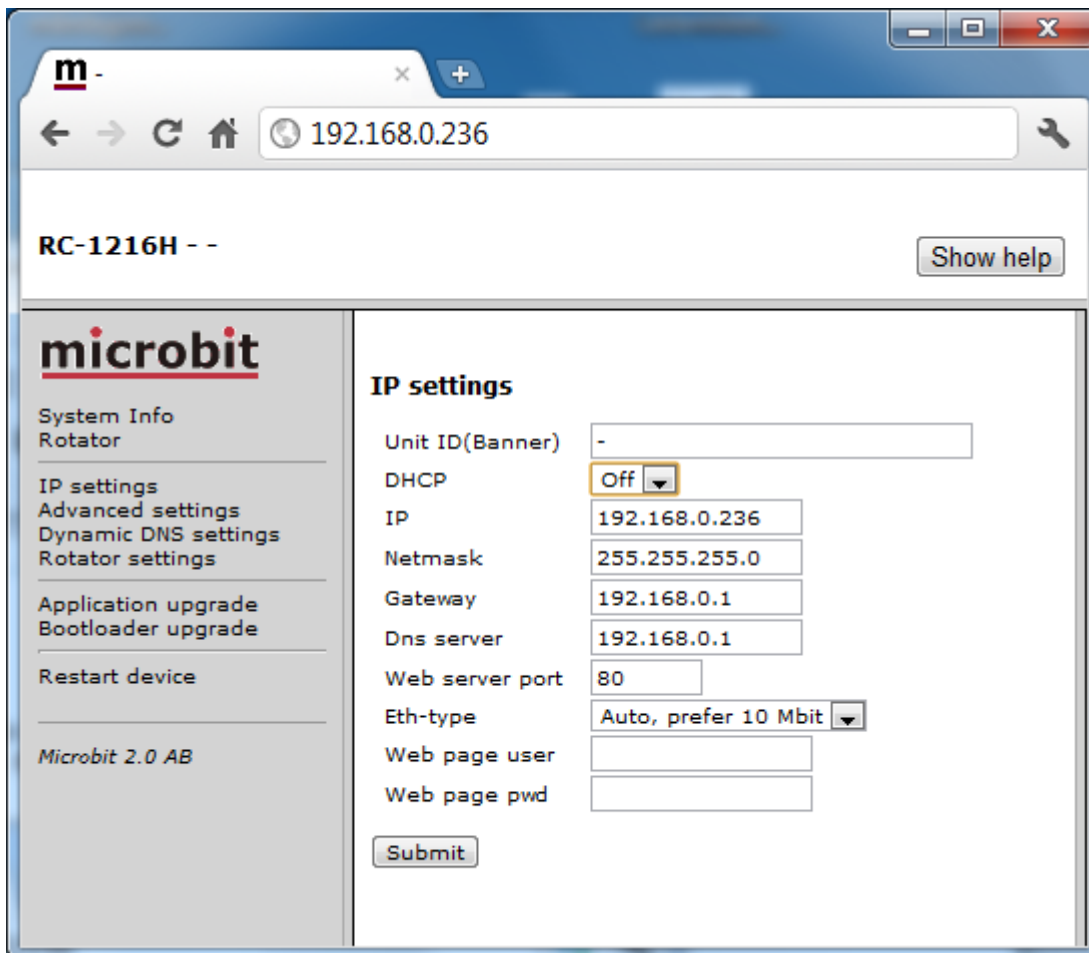 m -
192.168.0.236
RC-1216H - -
Show help
microbit
System Info
Rotator
IP settings
Advanced settings
Dynamic DNS settings
Rotator settings
Application upgrade
Bootloader upgrade
Restart device
Microbit 2.0 AB
IP settings
Unit ID(Banner) -
DHCP Off
IP 192.168.0.236
Netmask 255.255.255.0
Gateway 192.168.0.1
Dns server 192.168.0.1
Web server port 80
Eth-type Auto, prefer 10 Mbit
Web page user
Web page pwd
Submit